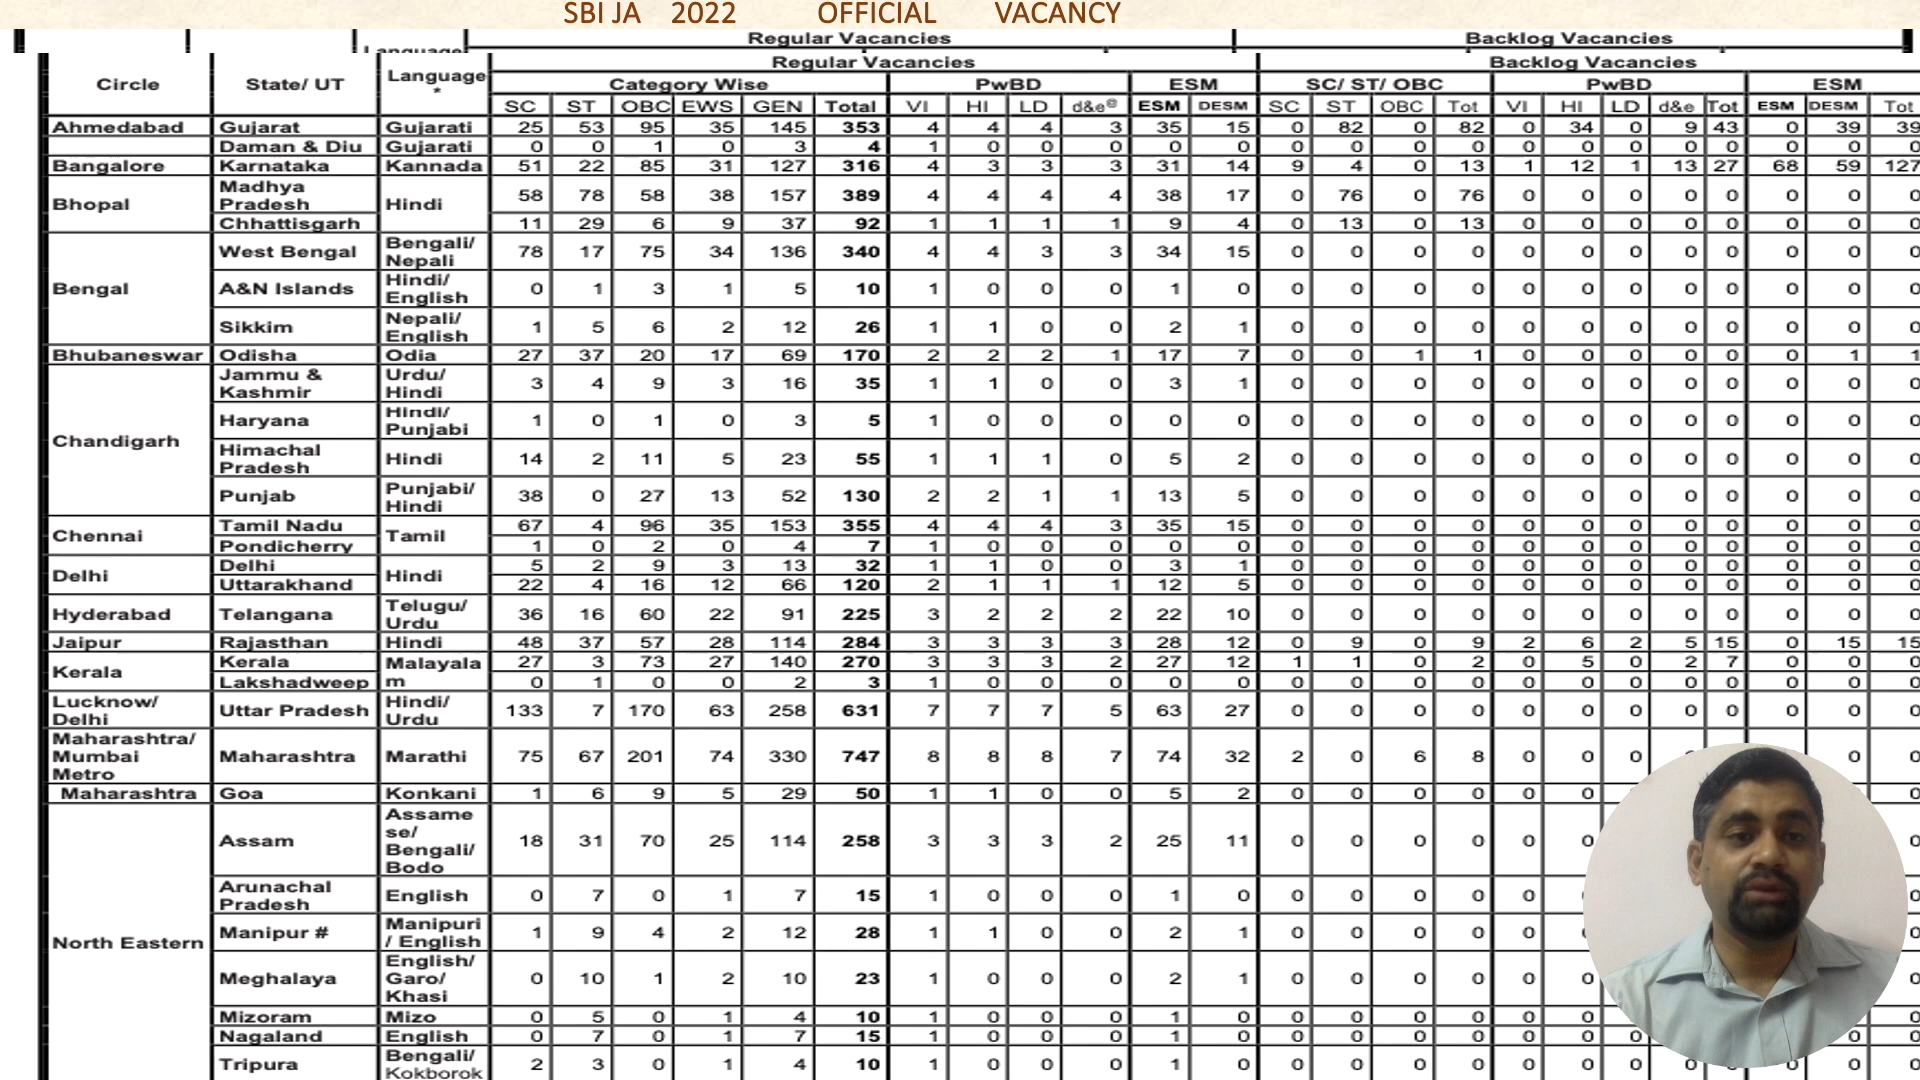 SBI JA 2022 OFFICIAL VACANCY
Regular Vacancies Backlog Vacancies
Language
Regular Vacancies Backlog Vacancies
Circle State/ UT Language * Category Wise PwBD ESM SC/ ST/ OBC PwBD ESM
SC ST OBC EWS GEN Total VI HI LD d&e@ ESM DESM SC ST OBC Tot VI HI LD d&e Tot ESM DESM Tot
Ahmedabad Gujarat Gujarati 25 53 95 35 145 353 4 4 4 3 35 15 0 82 0 82 0 34 0 9 43 0 39 39
Daman & Diu Gujarati 0 0 1 0 3 4 1 0 0 0 0 0 0 0 0 0 0 0 0 0 0 0 0 0
Bangalore Karnataka Kannada 51 22 85 31 127 316 4 3 3 3 31 14 9 4 0 13 1 12 1 13 27 68 59 127
Bhopal Madhya Pradesh Hindi 58 78 58 38 157 389 4 4 4 4 38 17 0 76 0 76 0 0 0 0 0 0 0 0
Chhattisgarh 11 29 6 9 37 92 1 1 1 1 9 4 0 13 0 13 0 0 0 0 0 0 0 0
Bengal West Bengal Bengali/ Nepali 78 17 75 34 136 340 4 4 3 3 34 15 0 0 0 0 0 0 0 0 0 0 0 0
A&N Islands Hindi/ English 0 1 3 1 5 10 1 0 0 0 1 0 0 0 0 0 0 0 0 0 0 0 0 0
Sikkim Nepali/ English 1 5 6 2 12 26 1 1 0 0 2 1 0 0 0 0 0 0 0 0 0 0 0 0
Bhubaneswar Odisha Odia 27 37 20 17 69 170 2 2 2 1 17 7 0 0 1 1 0 0 0 0 0 0 1 1
Chandigarh Jammu & Kashmir Urdu/ Hindi 3 4 9 3 16 35 1 1 0 0 3 1 0 0 0 0 0 0 0 0 0 0 0 0
Haryana Hindi/ Punjabi 1 0 1 0 3 5 1 0 0 0 0 0 0 0 0 0 0 0 0 0 0 0 0 0
Himachal Pradesh Hindi 14 2 11 5 23 55 1 1 1 0 5 2 0 0 0 0 0 0 0 0 0 0 0 0
Punjab Punjabi/ Hindi 38 0 27 13 52 130 2 2 1 1 13 5 0 0 0 0 0 0 0 0 0 0 0 0
Chennai Tamil Nadu Tamil 67 4 96 35 153 355 4 4 4 3 35 15 0 0 0 0 0 0 0 0 0 0 0 0
Pondicherry 1 0 2 0 4 7 1 0 0 0 0 0 0 0 0 0 0 0 0 0 0 0 0 0
Delhi Delhi Hindi 5 2 9 3 13 32 1 1 0 0 3 1 0 0 0 0 0 0 0 0 0 0 0 0
Uttarakhand 22 4 16 12 66 120 2 1 1 1 12 5 0 0 0 0 0 0 0 0 0 0 0 0
Hyderabad Telangana Telugu/ Urdu 36 16 60 22 91 225 3 2 2 2 22 10 0 0 0 0 0 0 0 0 0 0 0 0
Jaipur Rajasthan Hindi 48 37 57 28 114 284 3 3 3 3 28 12 0 9 0 9 2 6 2 5 15 0 15 15
Kerala Kerala Malayala m 27 3 73 27 140 270 3 3 3 2 27 12 1 1 0 2 0 5 0 2 7 0 0 0
Lakshadweep 0 1 0 0 2 3 1 0 0 0 0 0 0 0 0 0 0 0 0 0 0 0 0 0
Lucknow/ Delhi Uttar Pradesh Hindi/ Urdu 133 7 170 63 258 631 7 7 7 5 63 27 0 0 0 0 0 0 0 0 0 0 0 0
Maharashtra/ Mumbai Metro Maharashtra Marathi 75 67 201 74 330 747 8 8 8 7 74 32 2 0 6 8 0 0 0 0 0
Maharashtra Goa Konkani 1 6 9 5 29 50 1 1 0 0 5 2 0 0 0 0 0 0 0
North Eastern Assam Assame se/ Bengali/ Bodo 18 31 70 25 114 258 3 3 3 2 25 11 0 0 0 0 0 0 0
Arunachal Pradesh English 0 7 0 1 7 15 1 0 0 0 1 0 0 0 0 0 0 0 0
Manipur # Manipuri / English 1 9 4 2 12 28 1 1 0 0 2 1 0 0 0 0 0 0 0
Meghalaya English/ Garo/ Khasi 0 10 1 2 10 23 1 0 0 0 2 1 0 0 0 0 0 0 0
Mizoram Mizo 0 5 0 1 4 10 1 0 0 0 1 0 0 0 0 0 0 0 0
Nagaland English 0 7 0 1 7 15 1 0 0 0 1 0 0 0 0 0 0 0 0
Tripura Bengali/ Kokborok 2 3 0 1 4 10 1 0 0 0 1 0 0 0 0 0 0 0 0